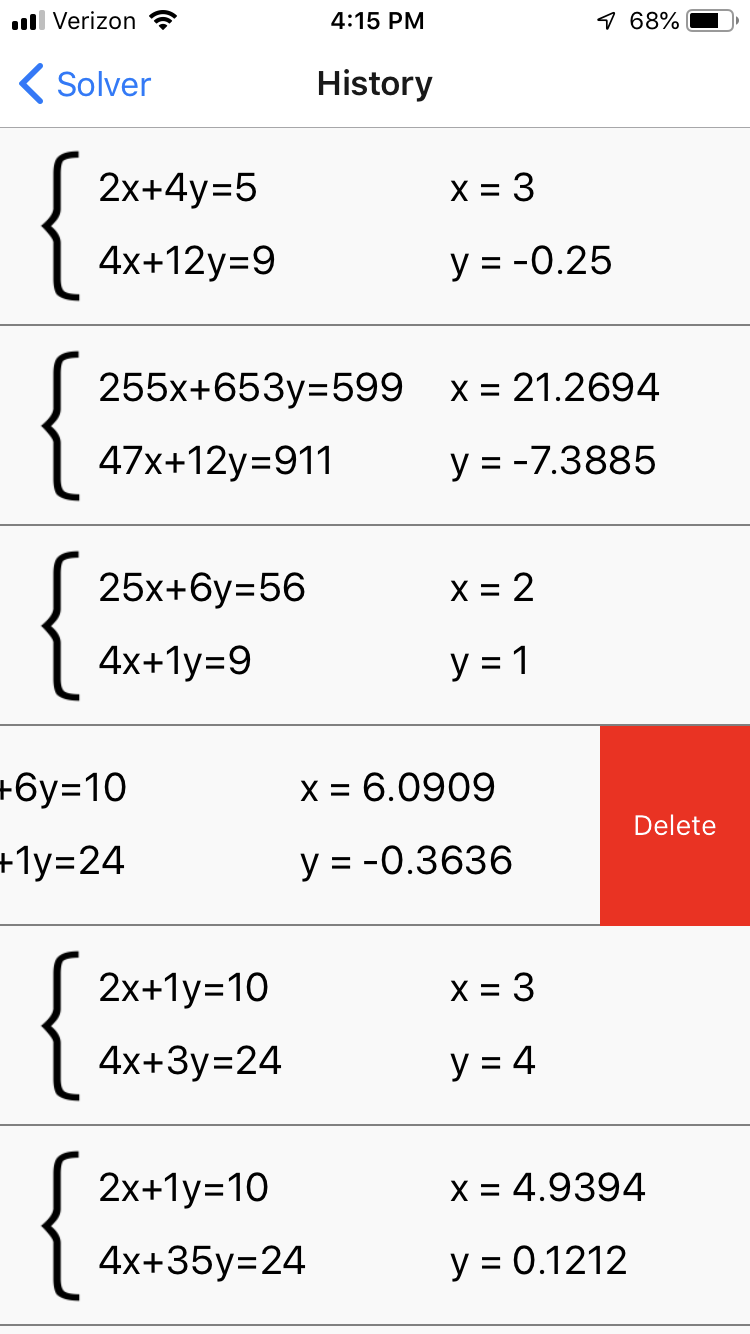 Verizon 4:15 PM 68%
Solver History
2x+4y=5 x = 3
4x+12y=9 y = -0.25
255x+653y=599 x = 21.2694
47x+12y=911 y = -7.3885
25x+6y=56 x = 2
4x+1y=9 y = 1
+6y=10 x = 6.0909
+1y=24 y = -0.3636
Delete
2x+1y=10 x = 3
4x+3y=24 y = 4
2x+1y=10 x = 4.9394
4x+35y=24 y = 0.1212